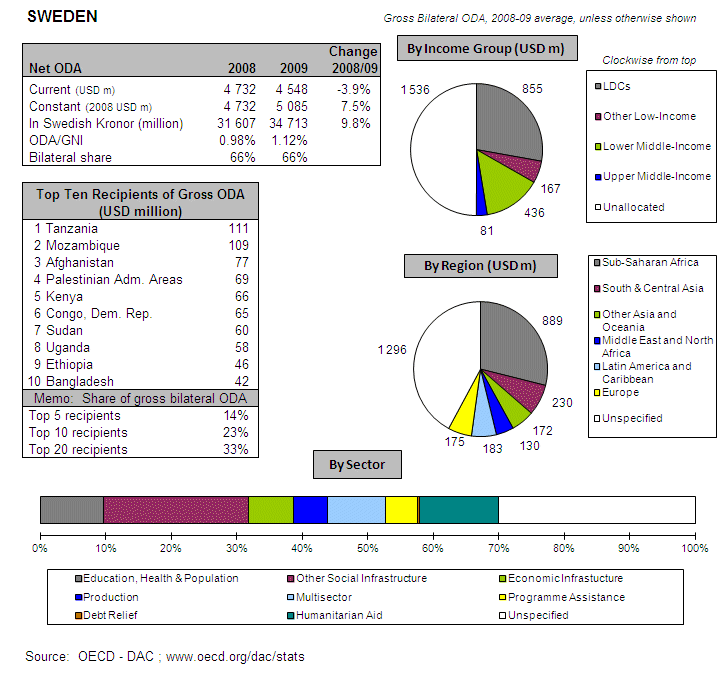 SWEDEN
Gross Bilateral ODA, 2008-09 average, unless otherwise shown
Net ODA 2008 2009 Change 2008/09
Current (USD m) 4 732 4 548 -3.9%
Constant (2008 USD m) 4 732 5 085 7.5%
In Swedish Kronor (million) 31 607 34 713 9.8%
ODA/GNI 0.98% 1.12%
Bilateral share 66% 66%
Top Ten Recipients of Gross ODA
(USD million)
1 Tanzania 111
2 Mozambique 109
3 Afghanistan 77
4 Palestinian Adm. Areas 69
5 Kenya 66
6 Congo, Dem. Rep. 65
7 Sudan 60
8 Uganda 58
9 Ethiopia 46
10 Bangladesh 42
Memo: Share of gross bilateral ODA
Top 5 recipients 14%
Top 10 recipients 23%
Top 20 recipients 33%
By Income Group (USD m)
Clockwise from top
1 536
855
167
436
81
LDCs
Other Low-Income
Lower Middle-Income
Upper Middle-Income
Unallocated
By Region (USD m)
1 296
889
230
172
130
183
175
Sub-Saharan Africa
South & Central Asia
Other Asia and
Oceania
Middle East and North
Africa
Latin America and
Caribbean
Europe
Unspecified
By Sector
0% 10% 20% 30% 40% 50% 60% 70% 80% 90% 100%
Education, Health & Population Other Social Infrastructure Economic Infrastucture
Production Multisector Programme Assistance
Debt Relief Humanitarian Aid Unspecified
Source: OECD - DAC ; www.oecd.org/dac/stats